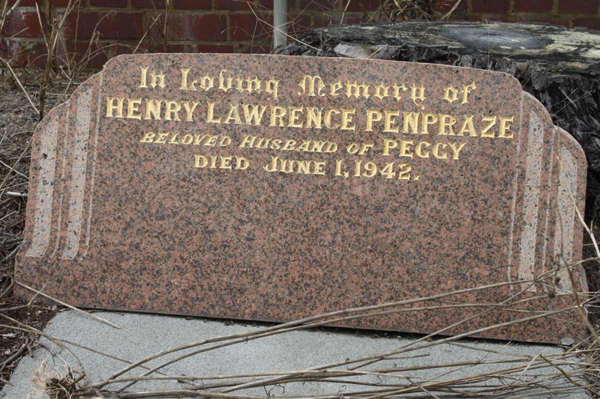 In Loving Memory of
HENRY LAWRENCE PENPRAZE
BELOVED HUSBAND OF PEGGY
DIED JUNE 1, 1942.